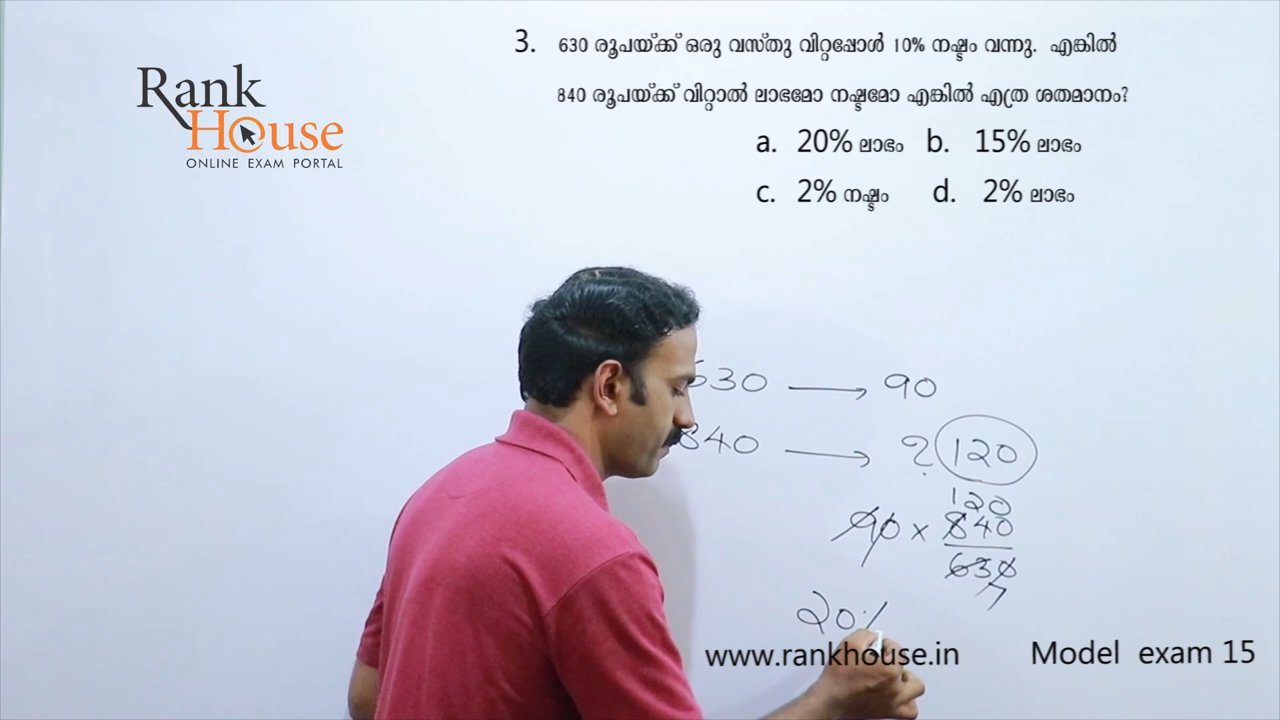 3. 630 രൂപയ്ക്ക് ഒരു വസ്തു വിറ്റപ്പോൾ 10% നഷ്ടം വന്നു. എങ്കിൽ
840 രൂപയ്ക്ക് വിറ്റാൽ ലാഭമോ നഷ്ടമോ എങ്കിൽ എത്ര ശതമാനം?
Rank
House
ONLINE EXAM PORTAL
a. 20% ലാഭം b. 15% ലാഭം
c. 2% നഷ്ടം d. 2% ലാഭം
630 → 90
840 → ? 120
120
90 x 840
630
7
20%
www.rankhouse.in Model exam 15